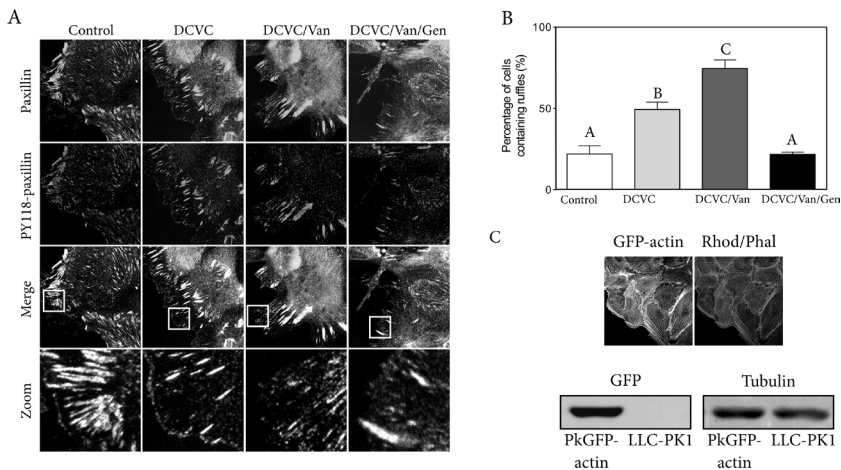 A
Control
DCVC
DCVC/Van
DCVC/Van/Gen
Paxillin
PY118-paxillin
Merge
Zoom
B
Percentage of cells
containing ruffles (%)
100
50
0
A
B
C
A
Control
DCVC
DCVC/Van
DCVC/Van/Gen
C
GFP-actin
Rhod/Phal
GFP
Tubulin
PkGFP-
actin
LLC-PK1
PkGFP-
actin
LLC-PK1